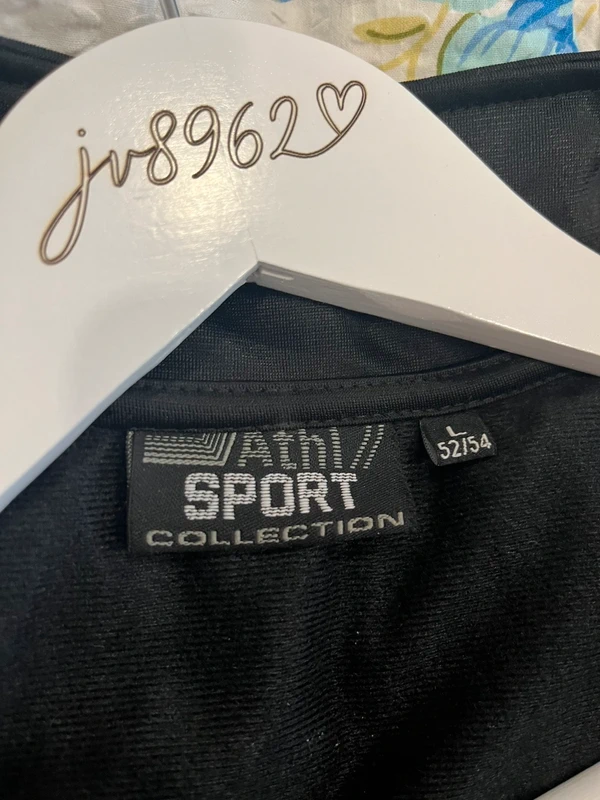 jv8962♡
Athl//
SPORT
COLLECTION
L
52/54